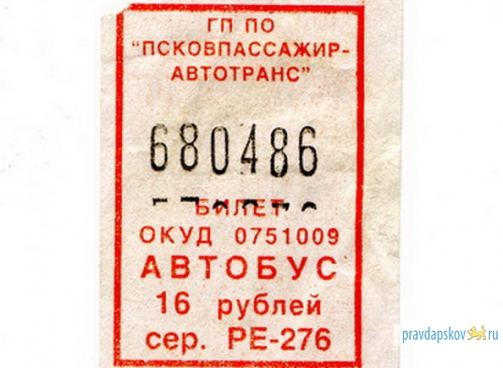 ГП ПО
"ПСКОВПАССАЖИР-
АВТОТРАНС"
680486
БИЛЕТ
ОКУД 0751009
АВТОБУС
16 рублей
сер. РЕ-276
pravdapskov.ru